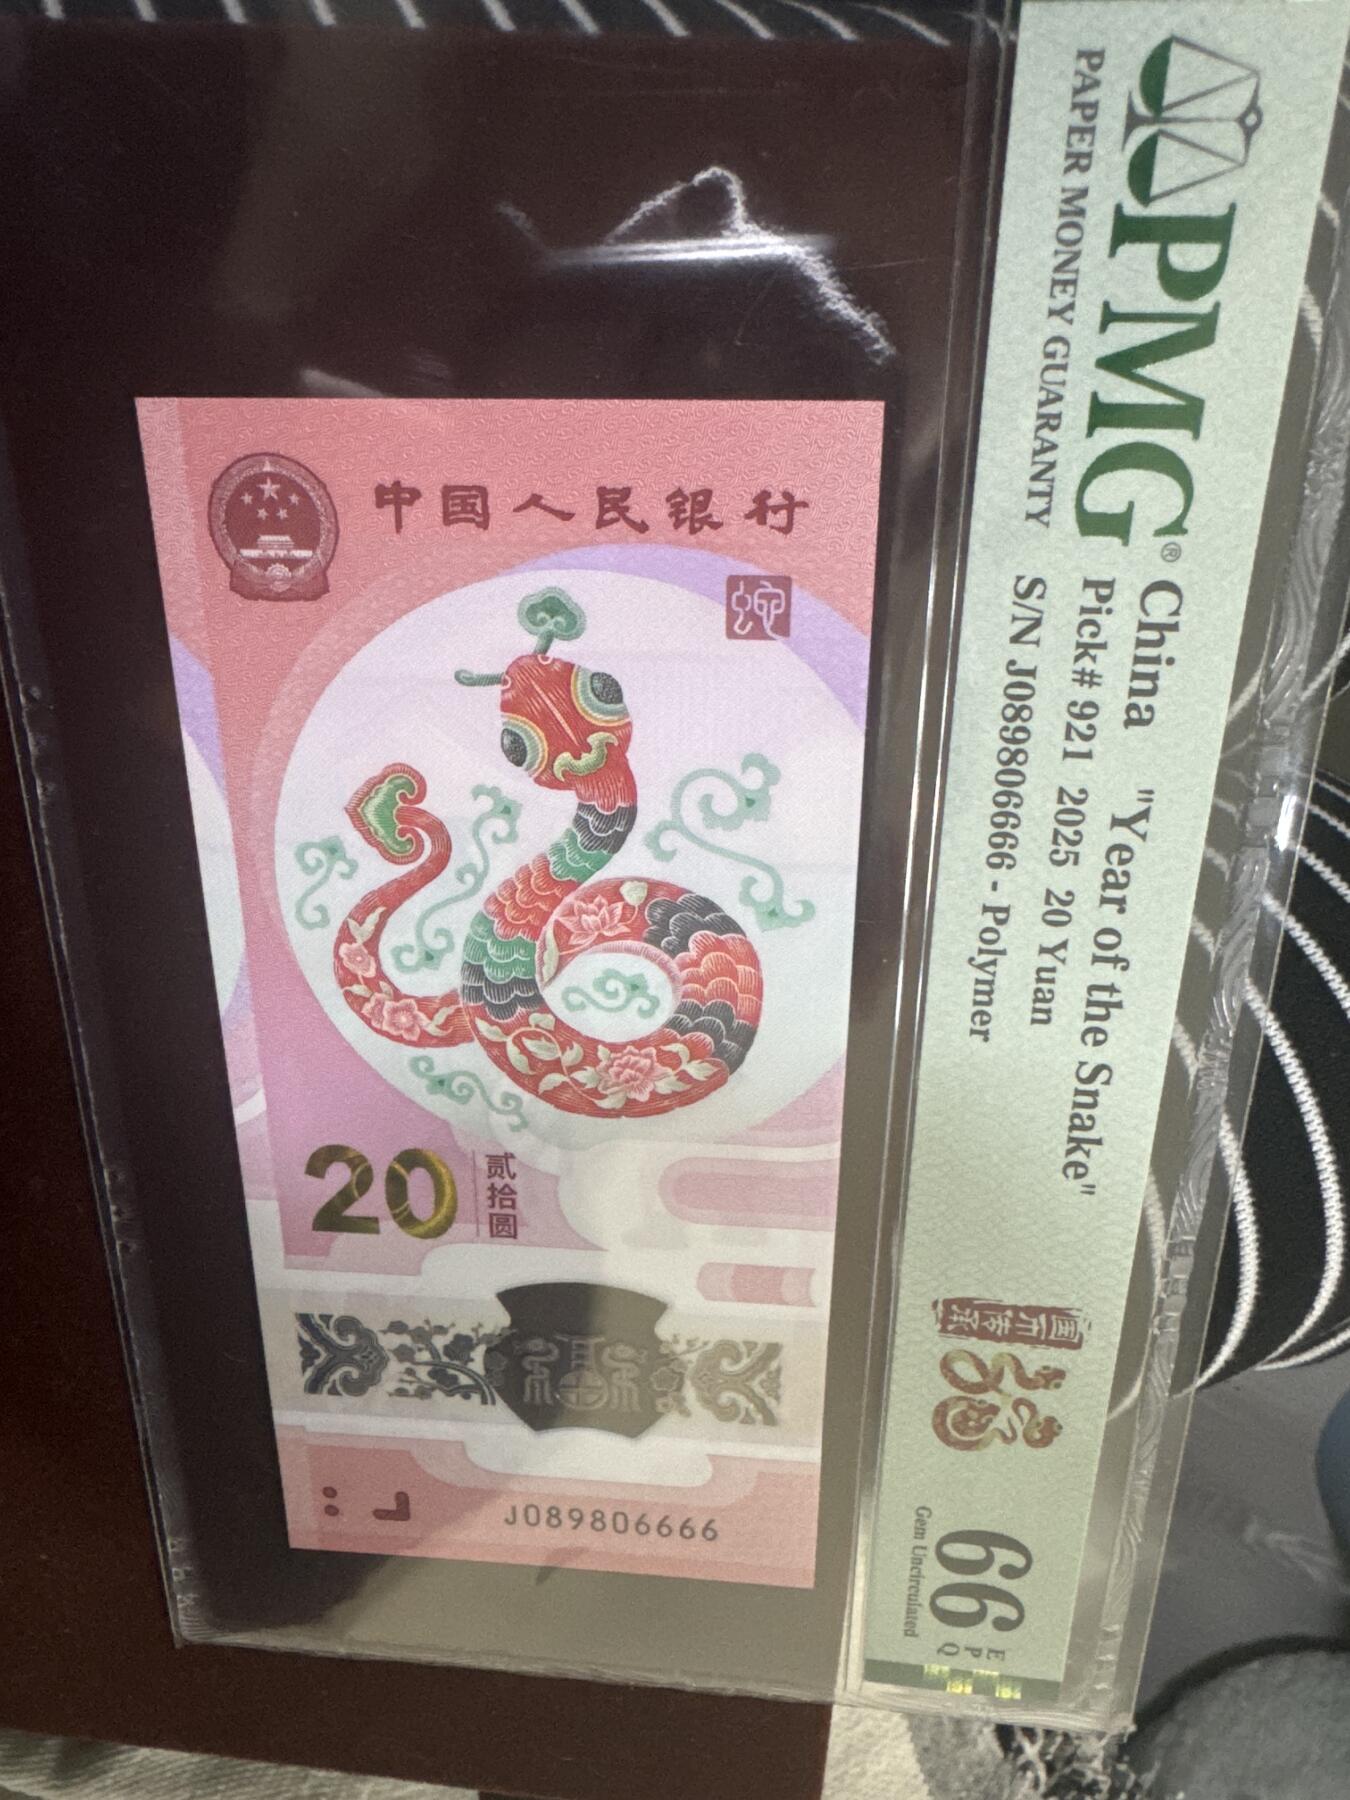 PMG®
PAPER MONEY GUARANTY
China "Year of the Snake"
Pick# 921 2025 20 Yuan
S/N J089806666 - Polymer
66
EPQ
Gem Uncirculated
中国人民银行
蛇
20
贰拾圆
J089806666